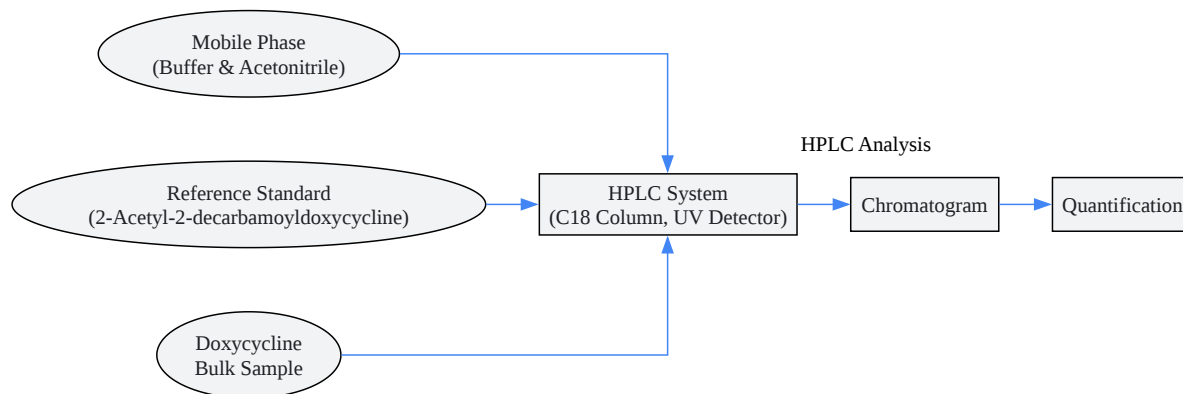 Mobile Phase
(Buffer & Acetonitrile)
HPLC Analysis
Reference Standard
(2-Acetyl-2-decarbamoyldoxycycline)
HPLC System
(C18 Column, UV Detector)
Chromatogram
Quantification
Doxycycline
Bulk Sample